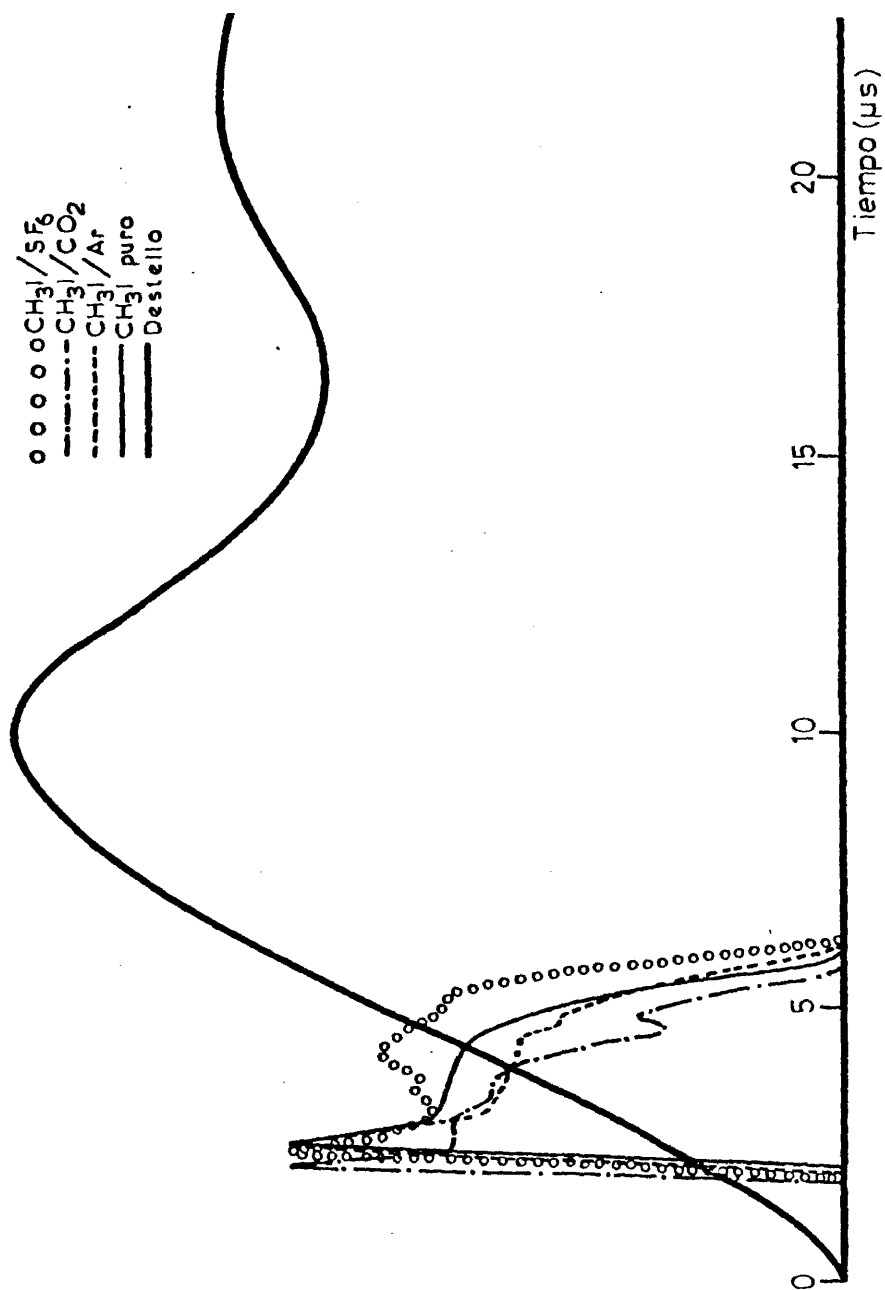 CH3I/SF6
CH3I/CO2
CH3I/Ar
CH3I puro
Destello
0
5
10
15
20
Tiempo (µs)